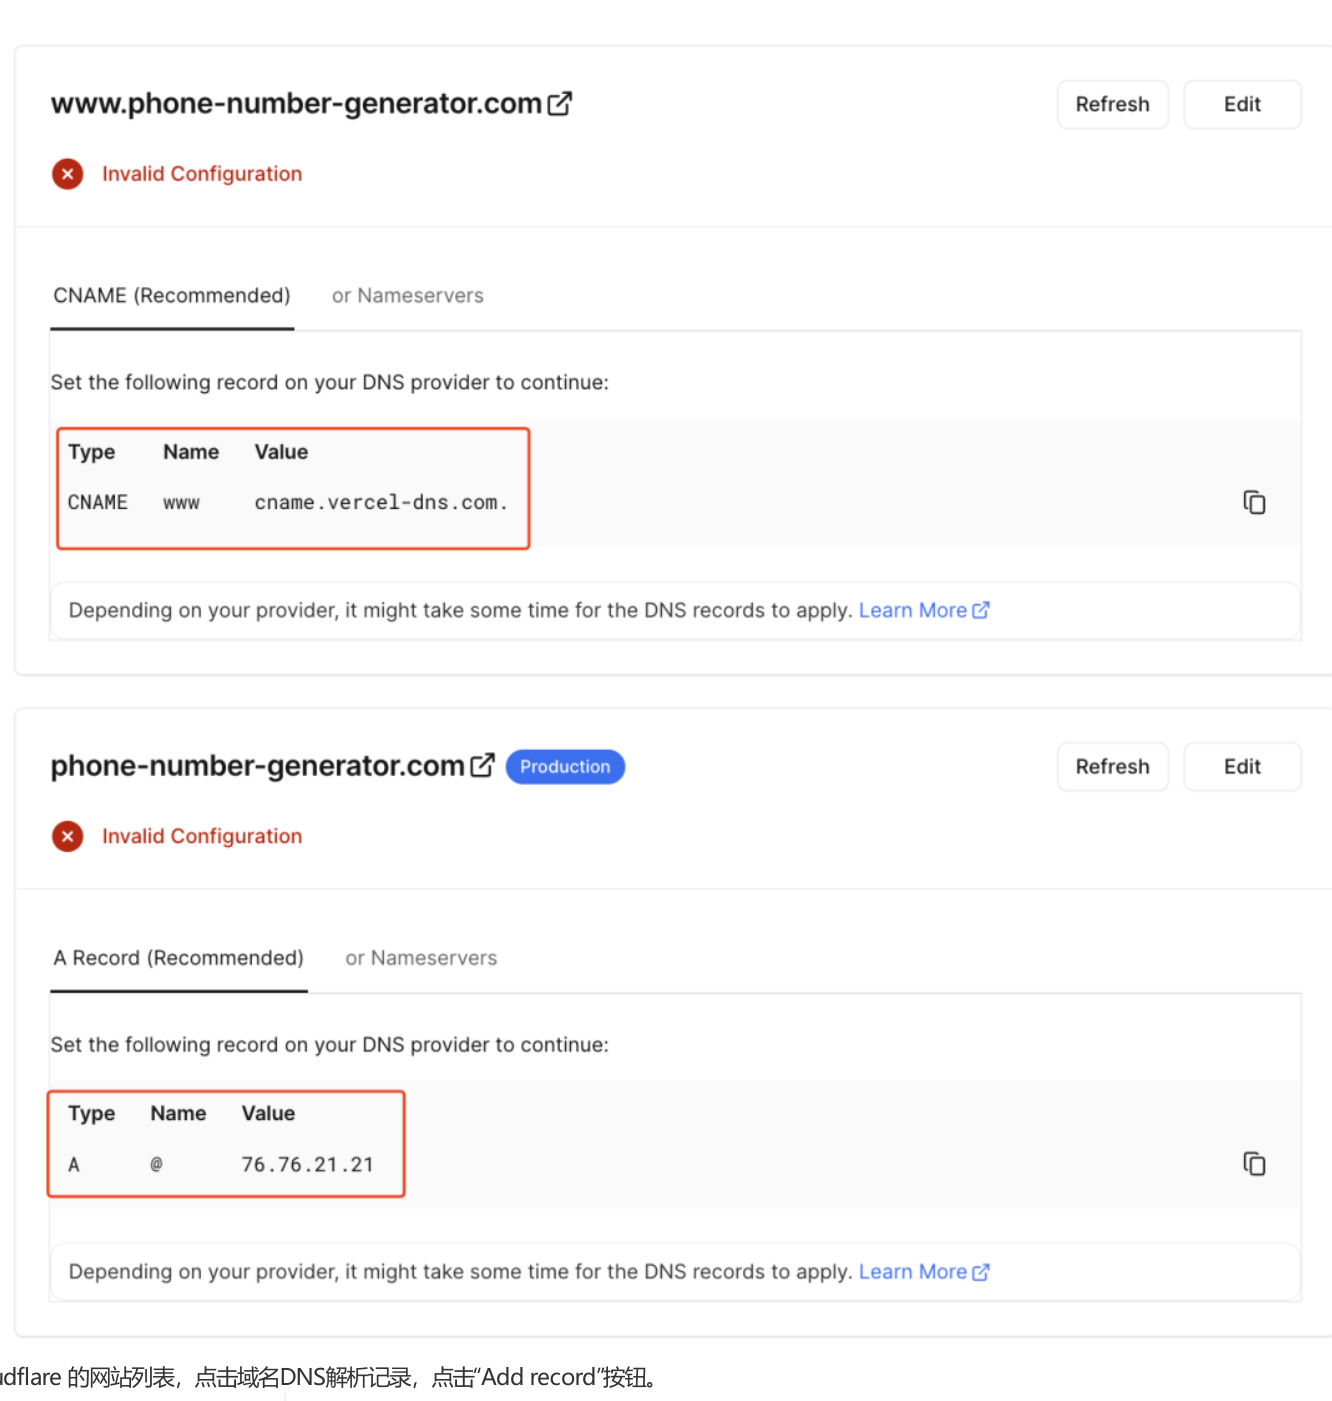 www.phone-number-generator.com
Refresh
Edit
Invalid Configuration
CNAME (Recommended)
or Nameservers
Set the following record on your DNS provider to continue:
Type Name Value
CNAME www cname.vercel-dns.com.
Depending on your provider, it might take some time for the DNS records to apply. Learn More
phone-number-generator.com
Production
Refresh
Edit
Invalid Configuration
A Record (Recommended)
or Nameservers
Set the following record on your DNS provider to continue:
Type Name Value
A @ 76.76.21.21
Depending on your provider, it might take some time for the DNS records to apply. Learn More
udflare 的网站列表，点击域名DNS解析记录，点击“Add record”按钮。